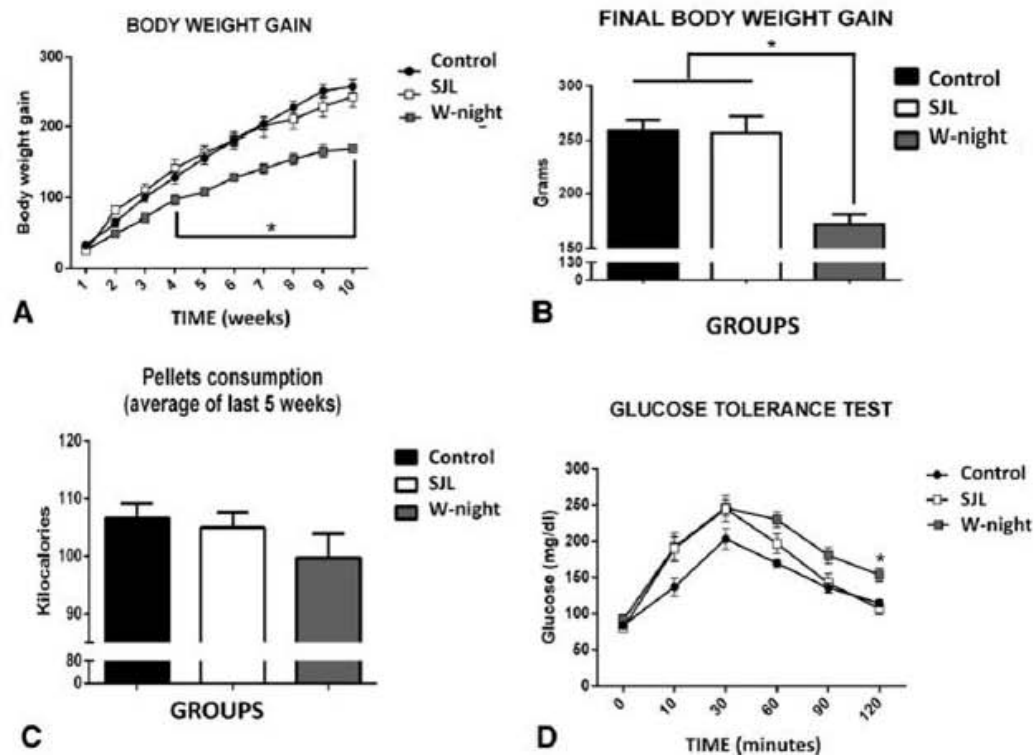 BODY WEIGHT GAIN
Body weight gain
300
200
100
0
1 2 3 4 5 6 7 8 9 10
TIME (weeks)
Control
SJL
W-night
*
A
FINAL BODY WEIGHT GAIN
*
Grams
300
250
200
150
130
0
Control
SJL
W-night
GROUPS
B
Pellets consumption
(average of last 5 weeks)
Kilocalories
120
110
100
90
80
0
Control
SJL
W-night
GROUPS
C
GLUCOSE TOLERANCE TEST
Glucose (mg/dl)
300
250
200
150
100
50
0
0 10 30 60 90 120
TIME (minutes)
Control
SJL
W-night
*
D